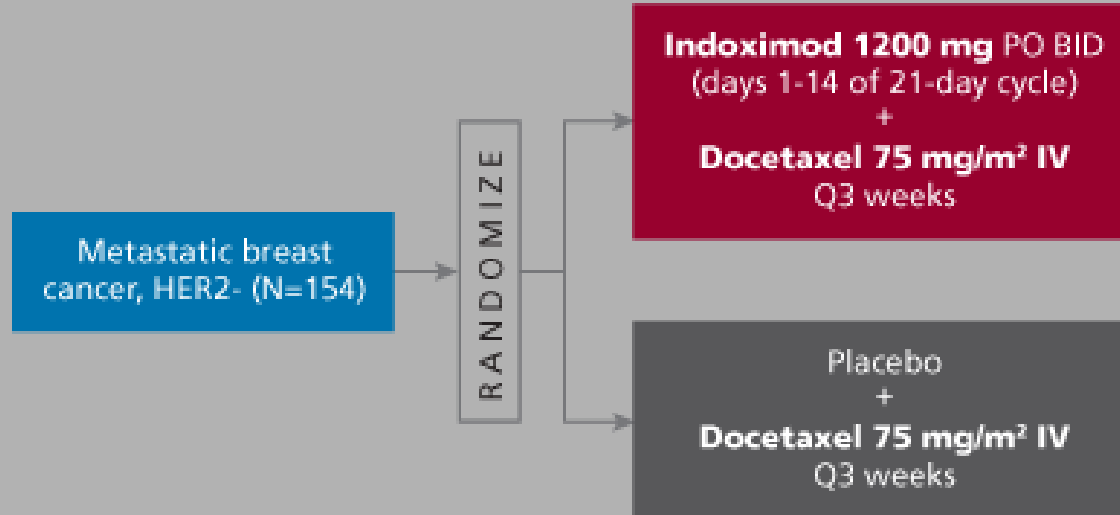 Metastatic breast
cancer, HER2- (N=154)
RANDOMIZE
Indoximod 1200 mg PO BID
(days 1-14 of 21-day cycle)
+
Docetaxel 75 mg/m² IV
Q3 weeks
Placebo
+
Docetaxel 75 mg/m² IV
Q3 weeks